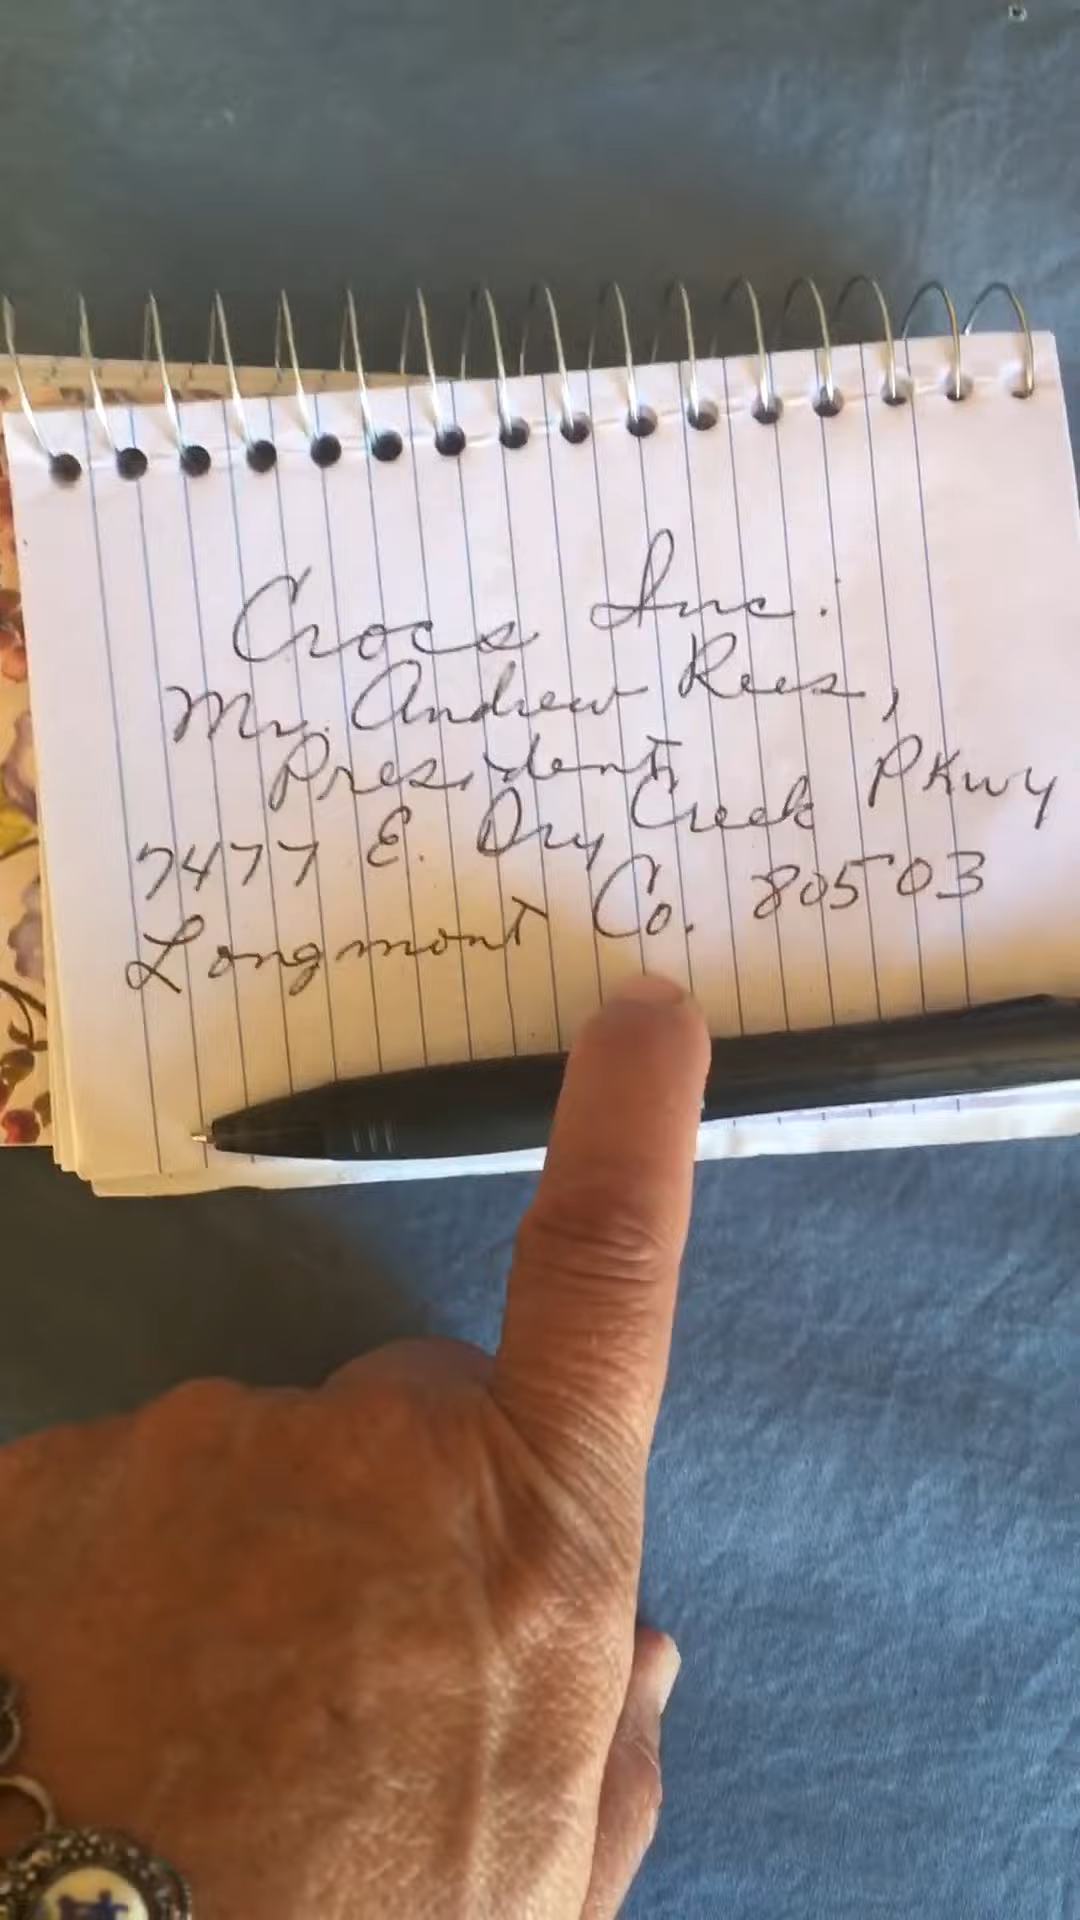 Crocs Inc.
Mr. Andrew Rees,
President
7477 E. Dry Creek PKwy
Longmont Co. 80503